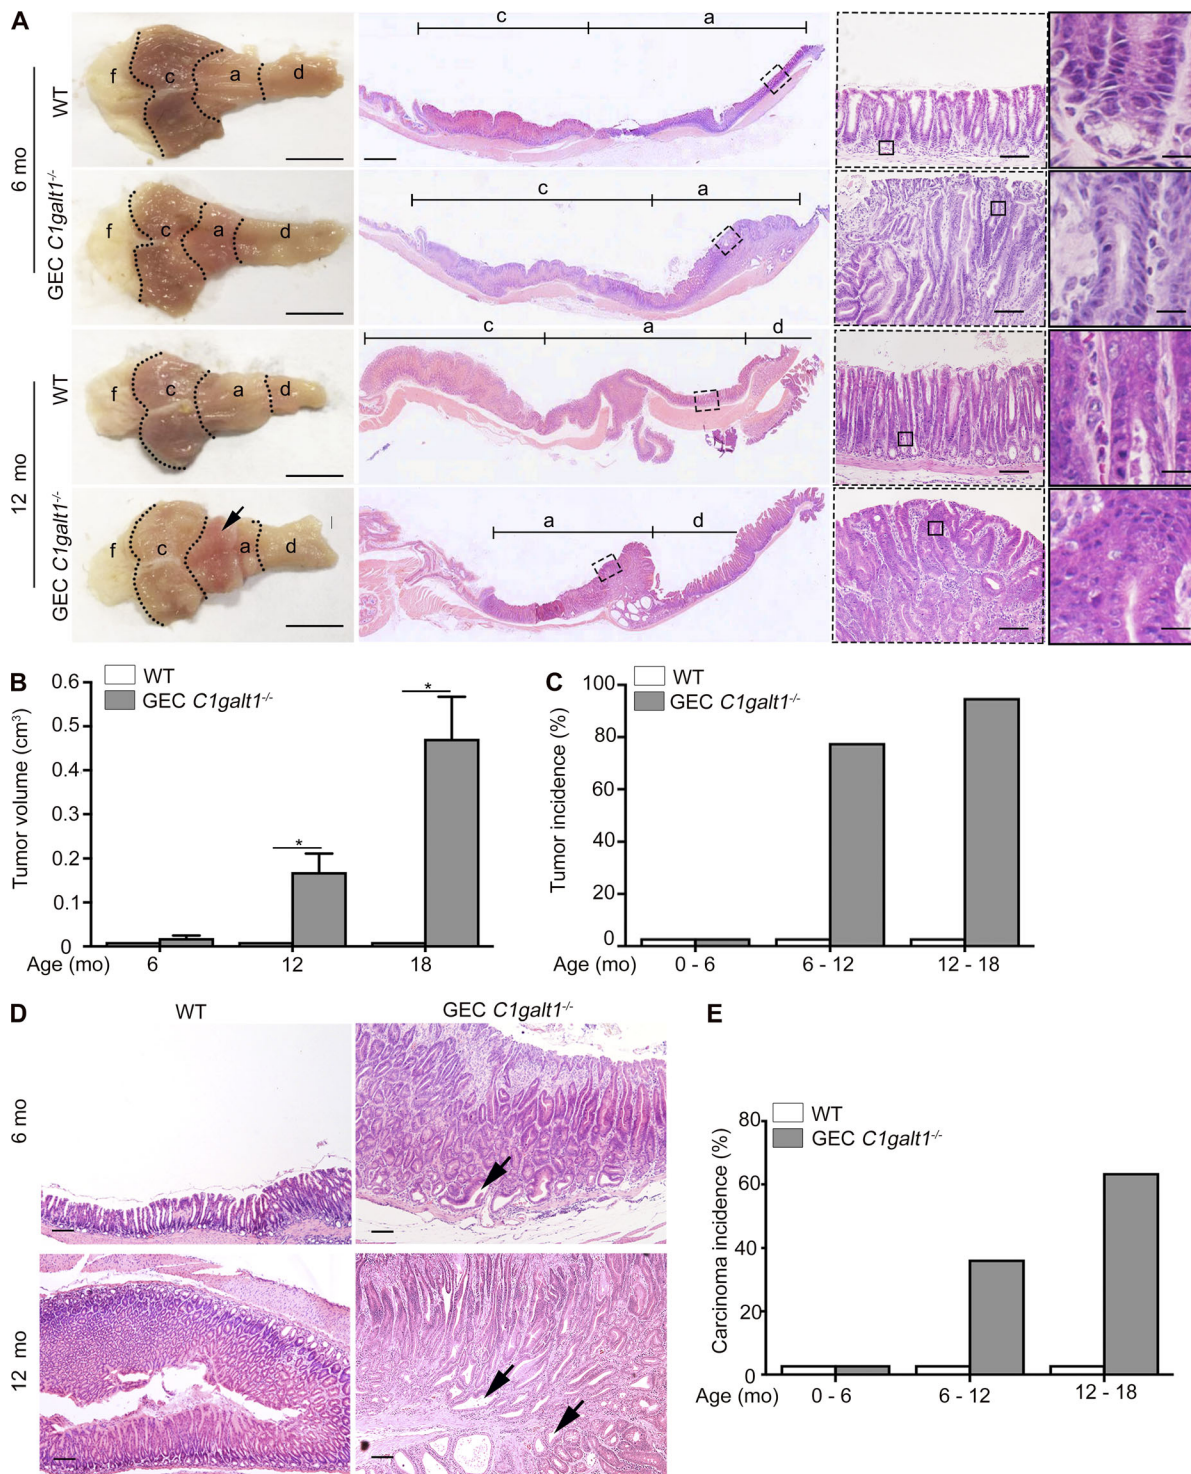 A
c a
WT
f c a d
6 mo
c a
GEC C1galt1-/-
f c a d
c a d
WT
f c a d
12 mo
a d
GEC C1galt1-/-
f c a d
B
WT
GEC C1galt1-/-
Tumor volume (cm³)
0.6
0.5
0.4
0.3
0.2
0.1
0
*
*
Age (mo) 6 12 18
C
WT
GEC C1galt1-/-
Tumor incidence (%)
100
80
60
40
20
0
Age (mo) 0 - 6 6 - 12 12 - 18
D
WT GEC C1galt1-/-
6 mo
12 mo
E
WT
GEC C1galt1-/-
Carcinoma incidence (%)
80
60
40
20
0
Age (mo) 0 - 6 6 -12 12 - 18